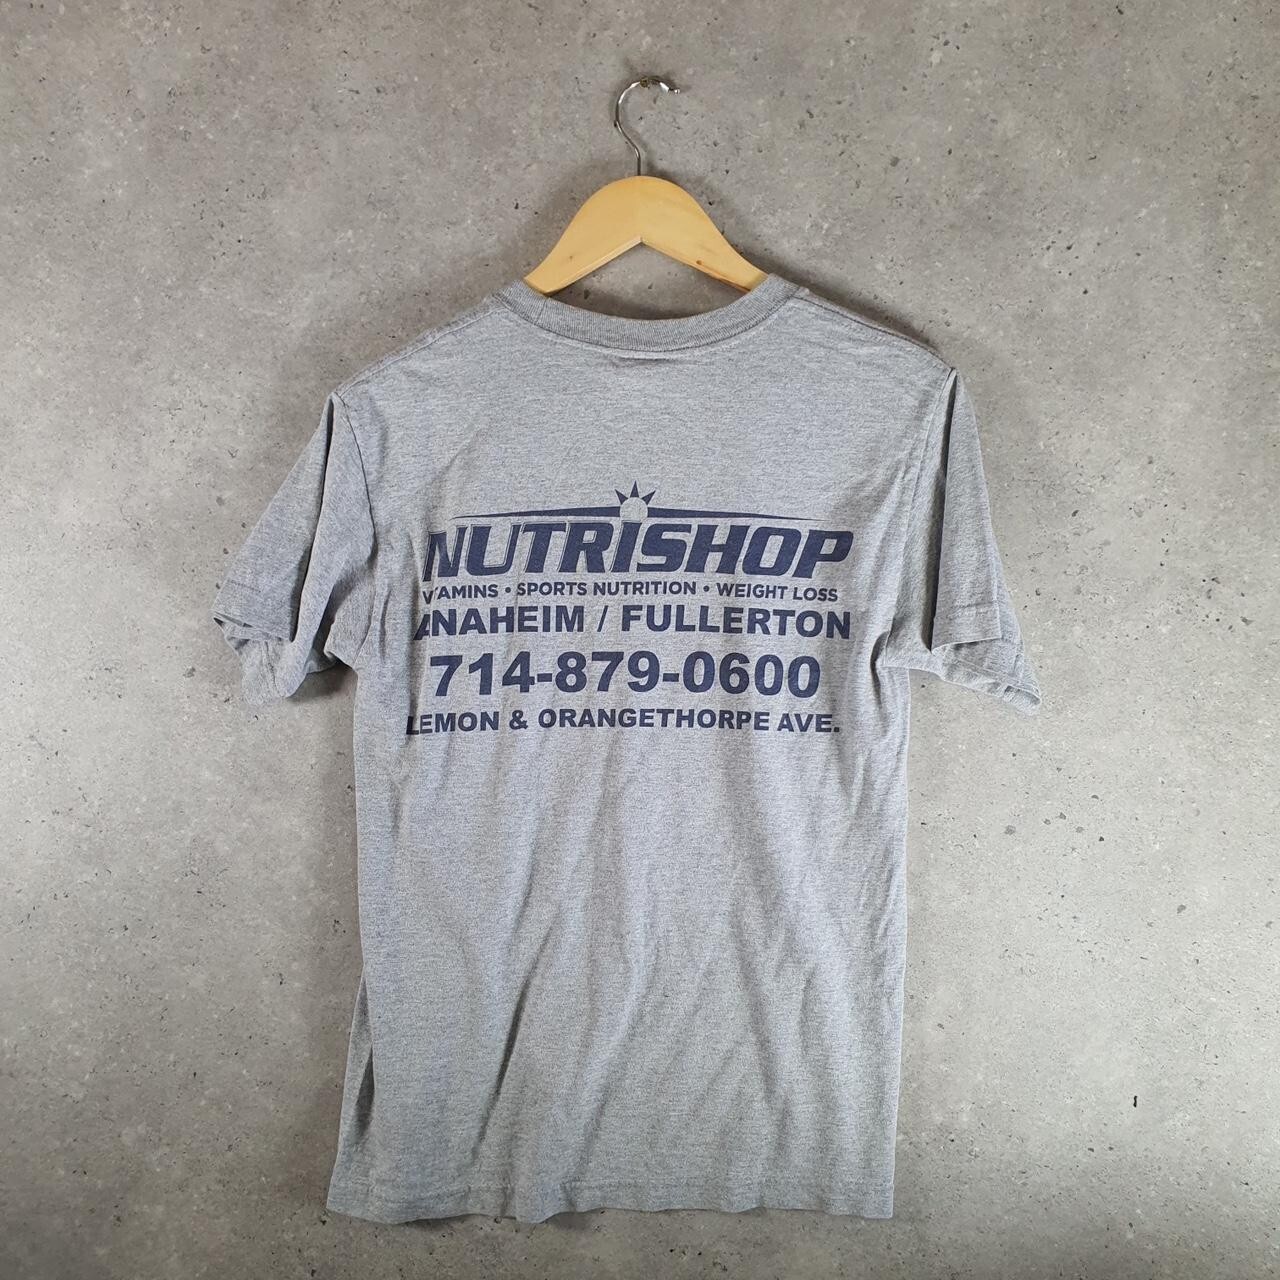 NUTRISHOP
VITAMINS • SPORTS NUTRITION • WEIGHT LOSS
ANAHEIM / FULLERTON
714-879-0600
LEMON & ORANGETHORPE AVE.